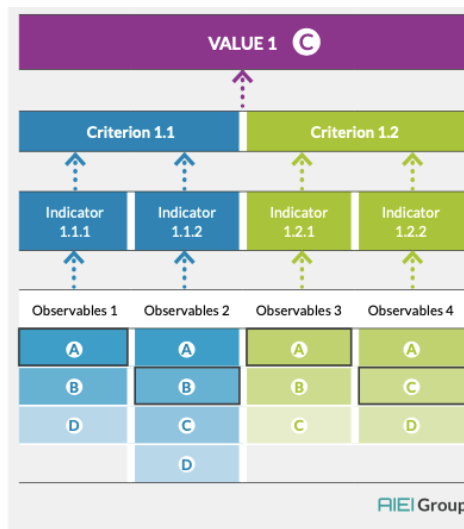 VALUE 1 C
Criterion 1.1 Criterion 1.2
Indicator 1.1.1 Indicator 1.1.2 Indicator 1.2.1 Indicator 1.2.2
Observables 1 Observables 2 Observables 3 Observables 4
A A A A
B B B C
D C C D
D
AIEI Group